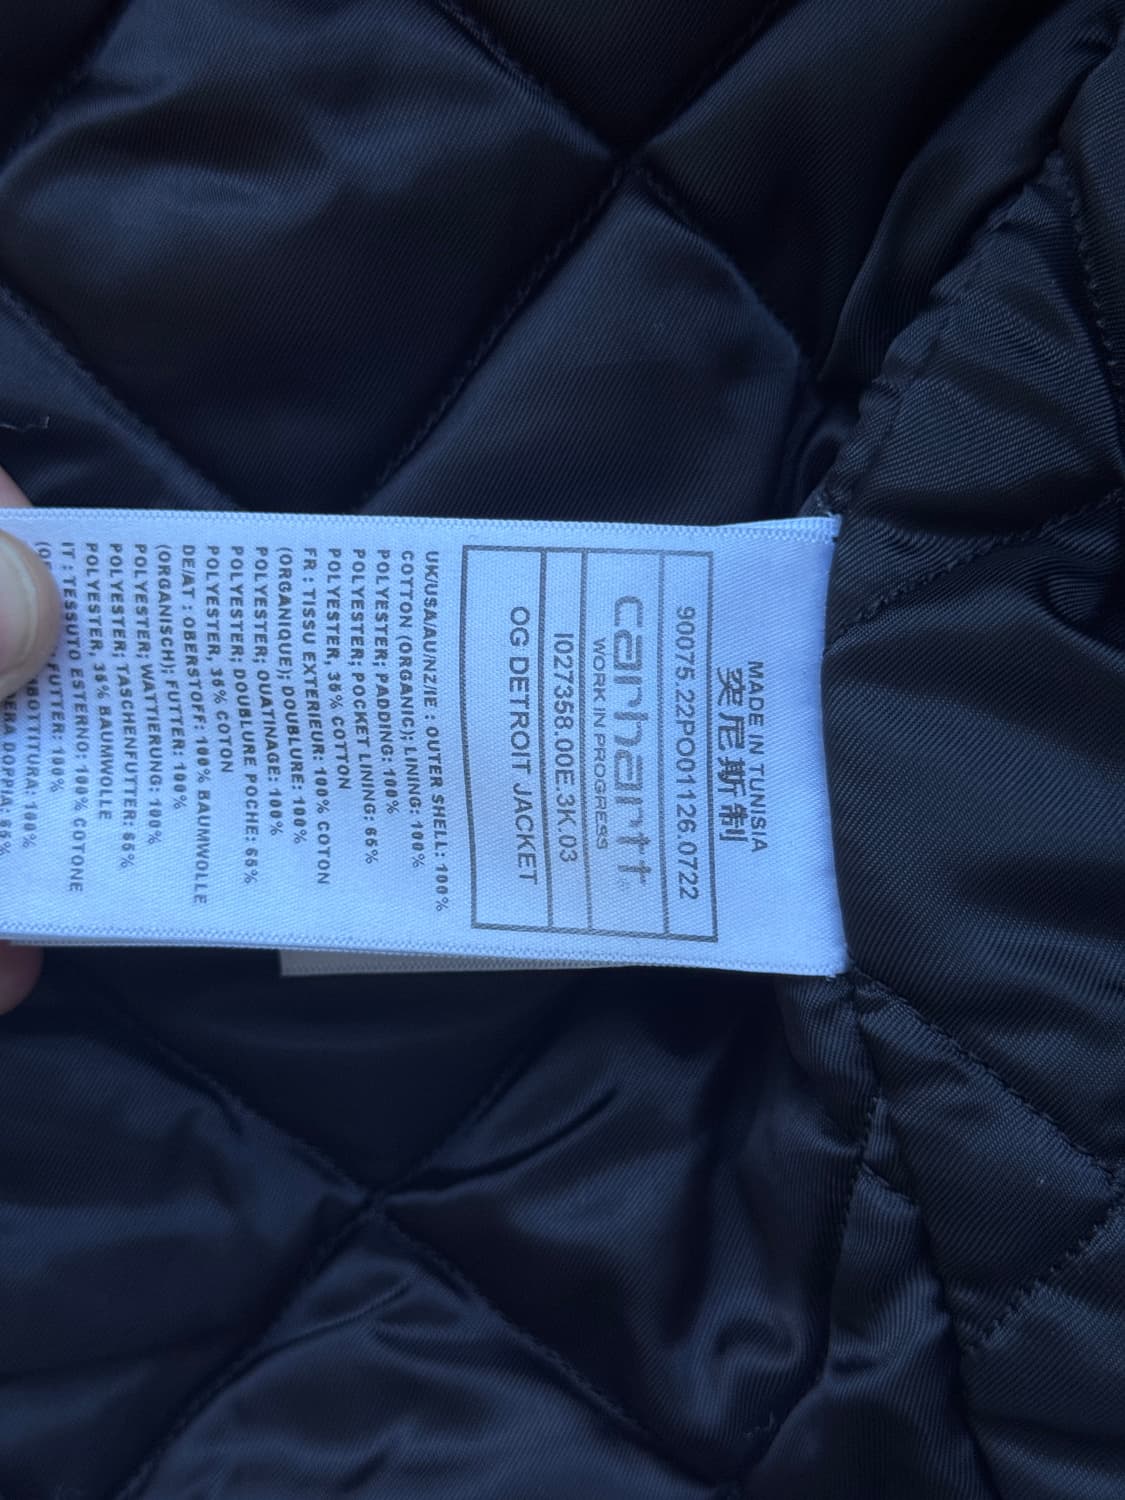 MADE IN TUNISIA
突尼斯制
90075.22PO01126.0722
carhartt
WORK IN PROGRESS
I027358.00E.3K.03
OG DETROIT JACKET
UK/USA/AU/NZ/IE : OUTER SHELL: 100%
COTTON (ORGANIC); LINING: 100%
POLYESTER; PADDING: 100%
POLYESTER; POCKET LINING: 65%
POLYESTER, 35% COTTON
FR : TISSU EXTERIEUR: 100% COTON
(ORGANIQUE); DOUBLURE: 100%
POLYESTER; OUATINAGE: 100%
POLYESTER; DOUBLURE POCHE: 65%
POLYESTER, 35% COTON
DE/AT : OBERSTOFF: 100% BAUMWOLLE
(ORGANISCH); FUTTER: 100%
POLYESTER; WATTIERUNG: 100%
POLYESTER; TASCHENFUTTER: 65%
POLYESTER, 35% BAUMWOLLE
IT : TESSUTO ESTERNO: 100% COTONE
100%
100%
DOPPIA: 65%